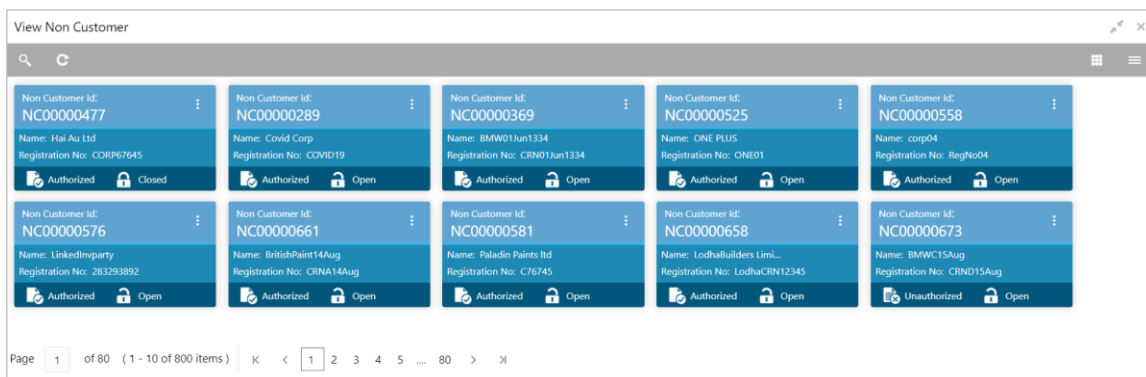 View Non Customer
Non Customer Id:
NC00000477
Name: Hai Au Ltd
Registration No: CORP67645
Authorized Closed
Non Customer Id:
NC00000289
Name: Covid Corp
Registration No: COVID19
Authorized Open
Non Customer Id:
NC00000369
Name: BMW01Jun1334
Registration No: CRN01Jun1334
Authorized Open
Non Customer Id:
NC00000525
Name: ONE PLUS
Registration No: ONE01
Authorized Open
Non Customer Id:
NC00000558
Name: corp04
Registration No: RegNo04
Authorized Open
Non Customer Id:
NC00000576
Name: LinkedInvparty
Registration No: 283293892
Authorized Open
Non Customer Id:
NC00000661
Name: BritishPaint14Aug
Registration No: CRNA14Aug
Authorized Open
Non Customer Id:
NC00000581
Name: Paladin Paints ltd
Registration No: C76745
Authorized Open
Non Customer Id:
NC00000658
Name: LodhaBuilders Limi...
Registration No: LodhaCRN12345
Authorized Open
Non Customer Id:
NC00000673
Name: BMWC15Aug
Registration No: CRND15Aug
Unauthorized Open
Page 1 of 80 ( 1 - 10 of 800 items ) 1 2 3 4 5 .... 80